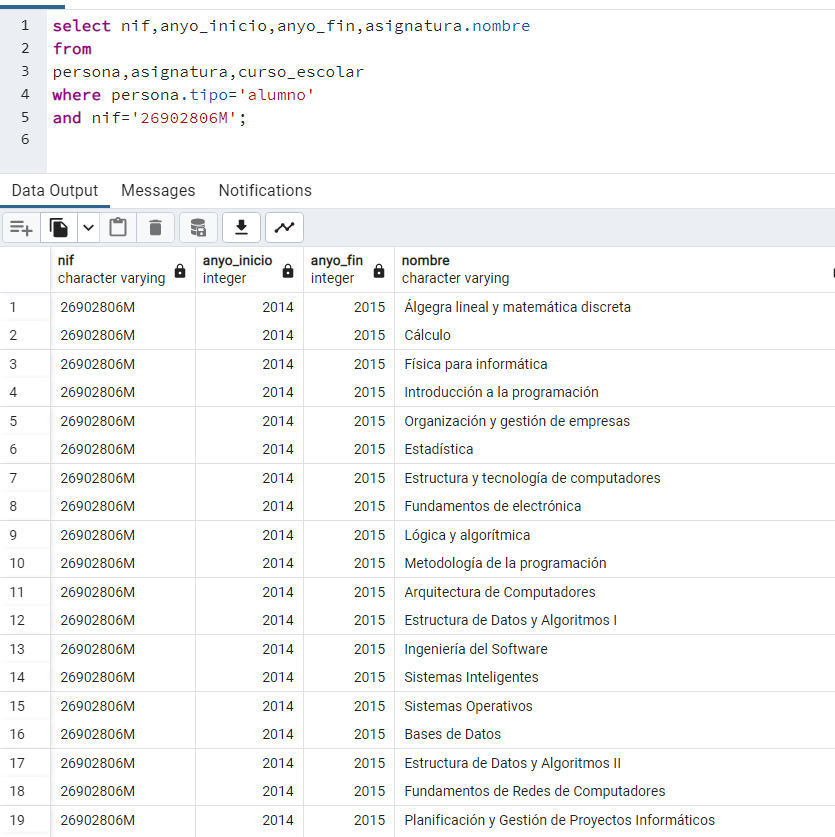 1 select nif,anyo_inicio,anyo_fin,asignatura.nombre
2 from
3 persona,asignatura,curso_escolar
4 where persona.tipo='alumno'
5 and nif='26902806M';
6
Data Output Messages Notifications
nif anyo_inicio anyo_fin nombre
character varying integer integer character varying
1 26902806M 2014 2015 Álgegra lineal y matemática discreta
2 26902806M 2014 2015 Cálculo
3 26902806M 2014 2015 Física para informática
4 26902806M 2014 2015 Introducción a la programación
5 26902806M 2014 2015 Organización y gestión de empresas
6 26902806M 2014 2015 Estadística
7 26902806M 2014 2015 Estructura y tecnología de computadores
8 26902806M 2014 2015 Fundamentos de electrónica
9 26902806M 2014 2015 Lógica y algorítmica
10 26902806M 2014 2015 Metodología de la programación
11 26902806M 2014 2015 Arquitectura de Computadores
12 26902806M 2014 2015 Estructura de Datos y Algoritmos I
13 26902806M 2014 2015 Ingeniería del Software
14 26902806M 2014 2015 Sistemas Inteligentes
15 26902806M 2014 2015 Sistemas Operativos
16 26902806M 2014 2015 Bases de Datos
17 26902806M 2014 2015 Estructura de Datos y Algoritmos II
18 26902806M 2014 2015 Fundamentos de Redes de Computadores
19 26902806M 2014 2015 Planificación y Gestión de Proyectos Informáticos